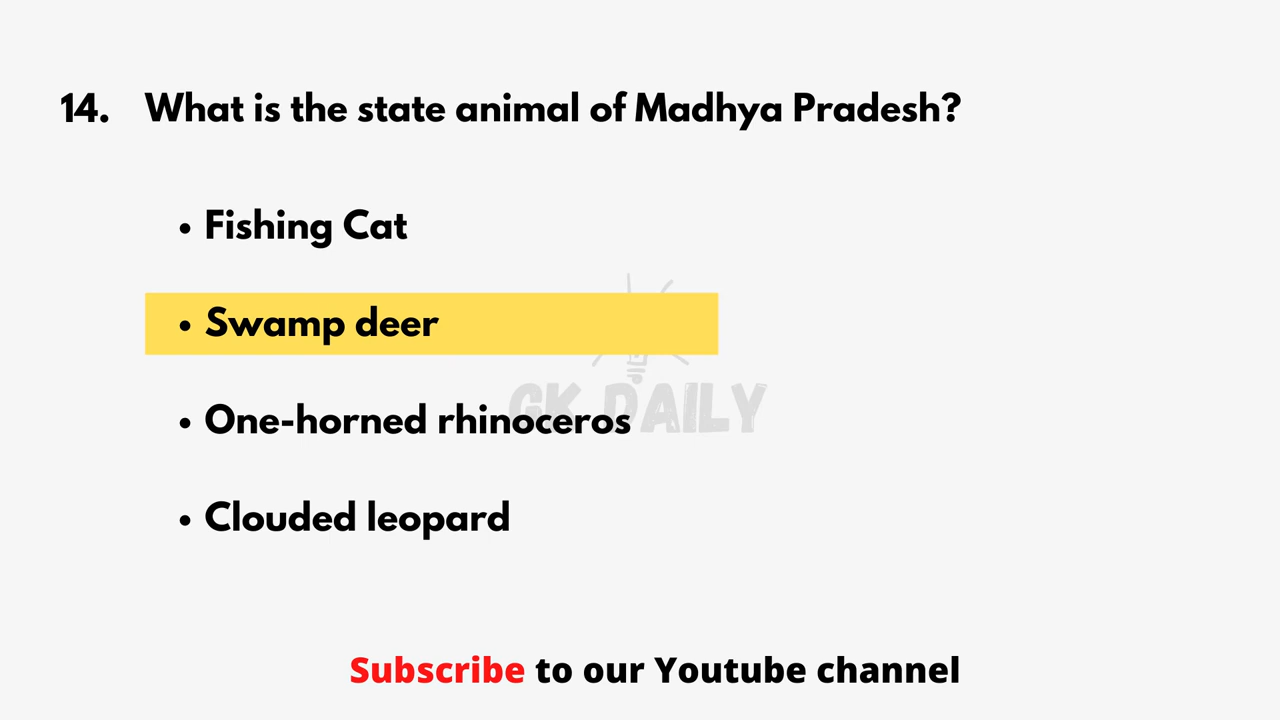 14. What is the state animal of Madhya Pradesh?
• Fishing Cat
• Swamp deer
• One-horned rhinoceros
GK DAILY
• Clouded leopard
Subscribe to our Youtube channel